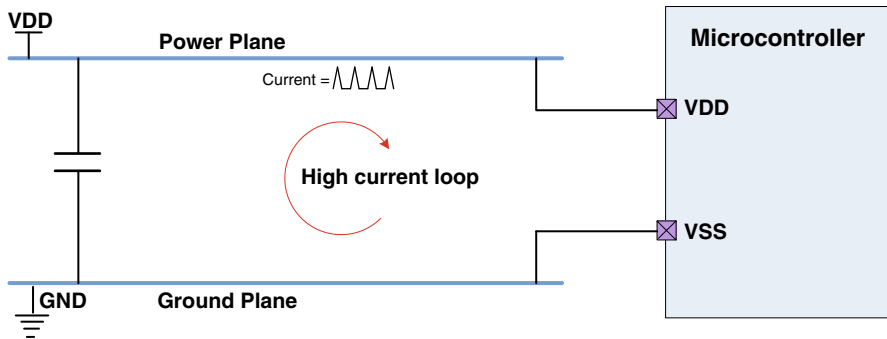 VDD
Power Plane
Microcontroller
Current =
VDD
High current loop
VSS
GND
Ground Plane